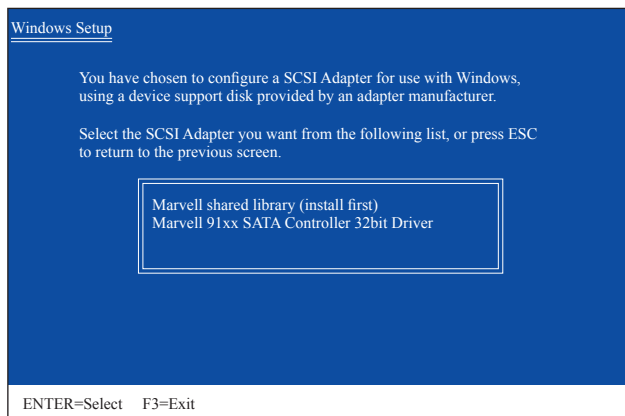 Windows Setup
You have chosen to configure a SCSI Adapter for use with Windows,
using a device support disk provided by an adapter manufacturer.
Select the SCSI Adapter you want from the following list, or press ESC
to return to the previous screen.
Marvell shared library (install first)
Marvell 91xx SATA Controller 32bit Driver
ENTER=Select F3=Exit